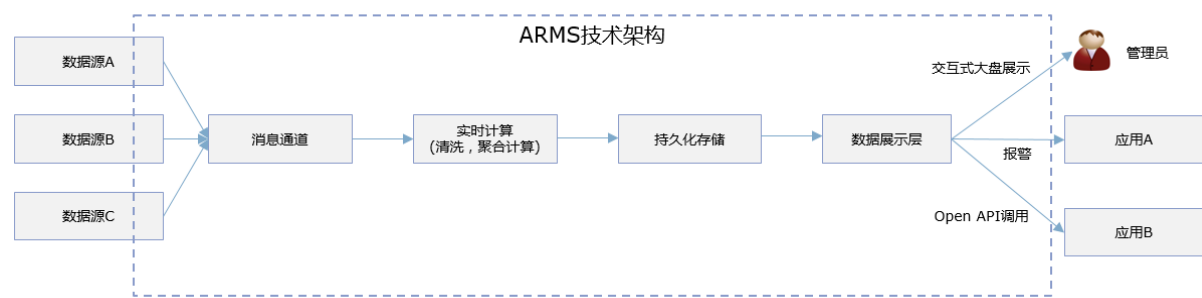 ARMS技术架构
数据源A
数据源B
数据源C
消息通道
实时计算
(清洗，聚合计算)
持久化存储
数据展示层
交互式大盘展示
报警
Open API调用
管理员
应用A
应用B